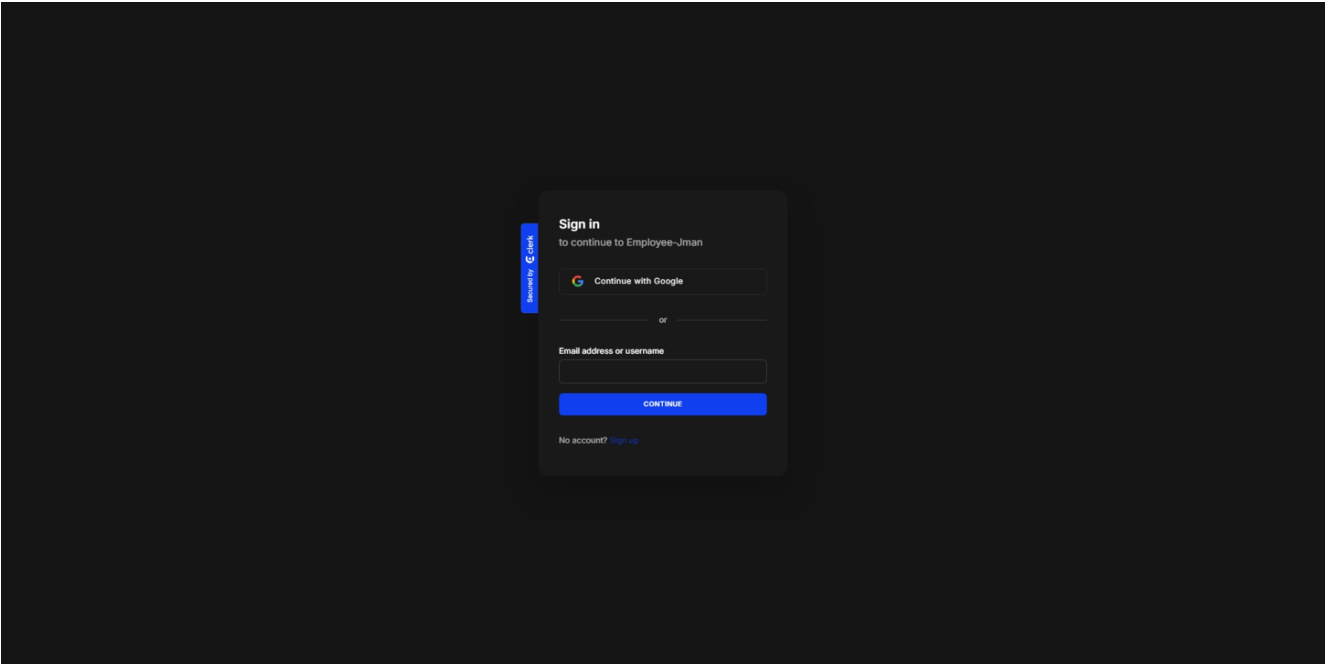 Sign in
to continue to Employee-Jman
Secured by clerk
Continue with Google
or
Email address or username
CONTINUE
No account? Sign up